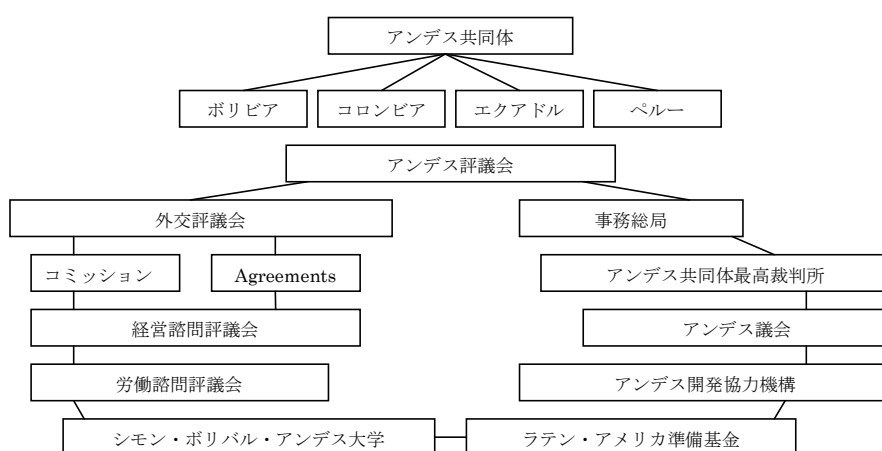 アンデス共同体
ボリビア
コロンビア
エクアドル
ペルー
アンデス評議会
外交評議会
事務総局
コミッション
Agreements
アンデス共同体最高裁判所
経営諮問評議会
アンデス議会
労働諮問評議会
アンデス開発協力機構
シモン・ボリバル・アンデス大学
ラテン・アメリカ準備基金